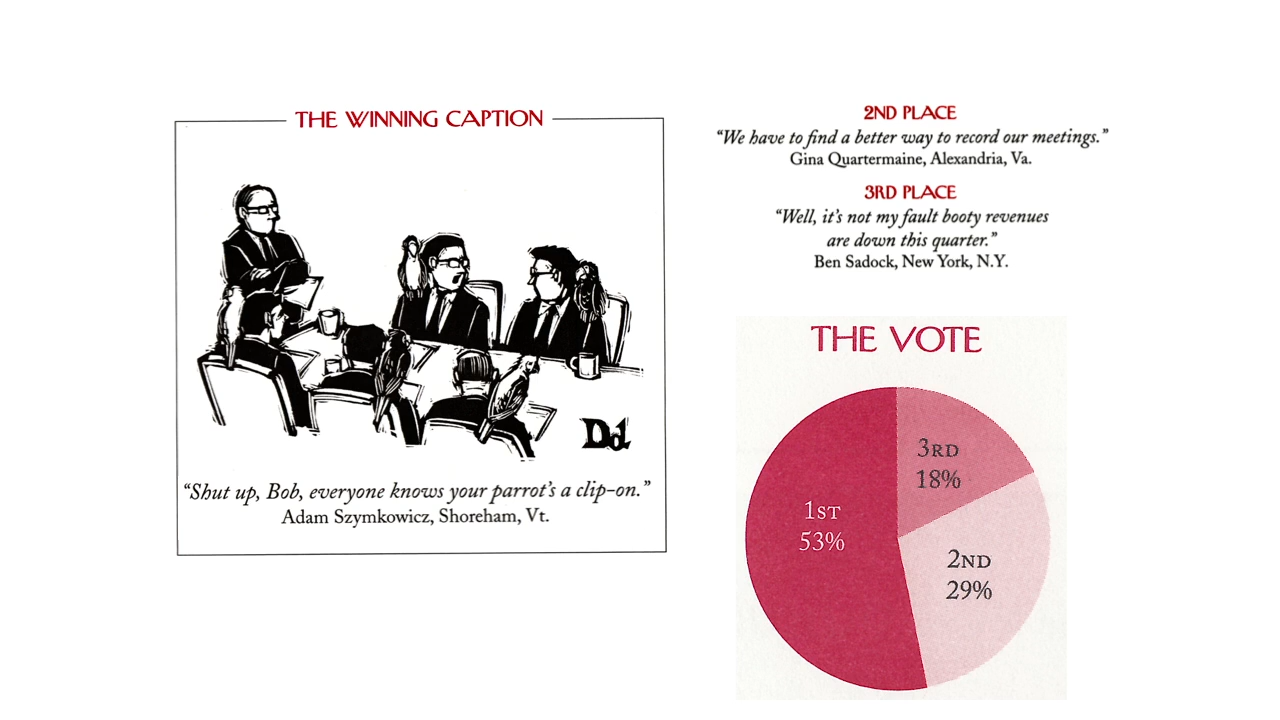 THE WINNING CAPTION
Dd
“Shut up, Bob, everyone knows your parrot’s a clip-on.”
Adam Szymkowicz, Shoreham, Vt.
2ND PLACE
“We have to find a better way to record our meetings.”
Gina Quartermaine, Alexandria, Va.
3RD PLACE
“Well, it’s not my fault booty revenues
are down this quarter.”
Ben Sadock, New York, N.Y.
THE VOTE
3RD
18%
1ST
53%
2ND
29%